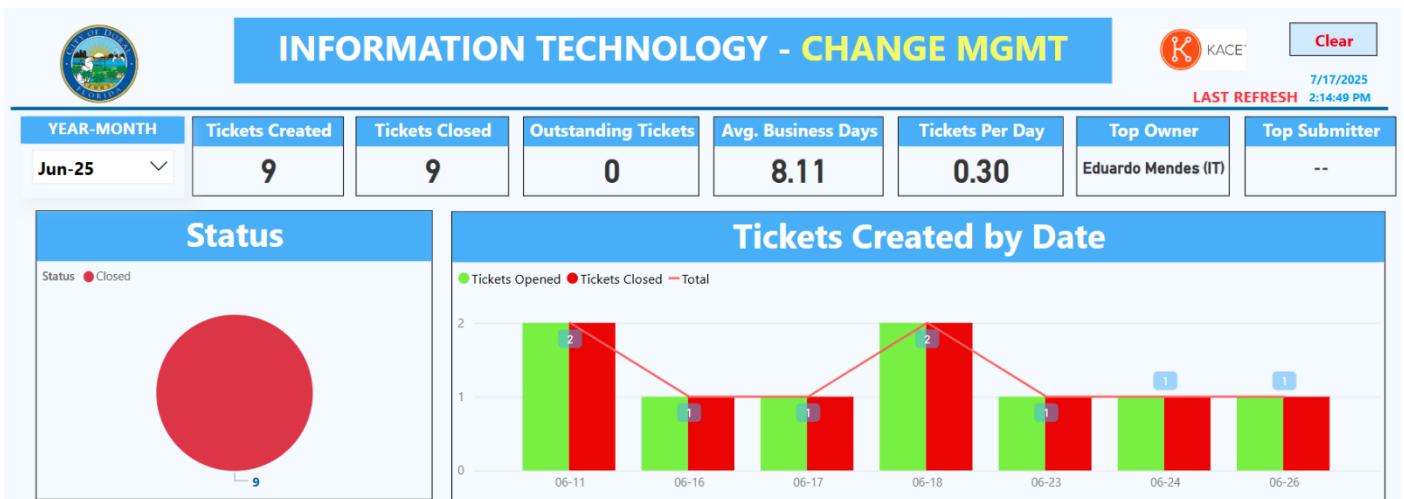 CITY OF DORAL
FLORIDA
INFORMATION TECHNOLOGY - CHANGE MGMT
K KACE
Clear
7/17/2025
LAST REFRESH 2:14:49 PM
YEAR-MONTH
Jun-25
Tickets Created
9
Tickets Closed
9
Outstanding Tickets
0
Avg. Business Days
8.11
Tickets Per Day
0.30
Top Owner
Eduardo Mendes (IT)
Top Submitter
--
Status
Status Closed
9
Tickets Created by Date
Tickets Opened Tickets Closed Total
2
1
0
2
1
1
2
1
1
1
06-11 06-16 06-17 06-18 06-23 06-24 06-26